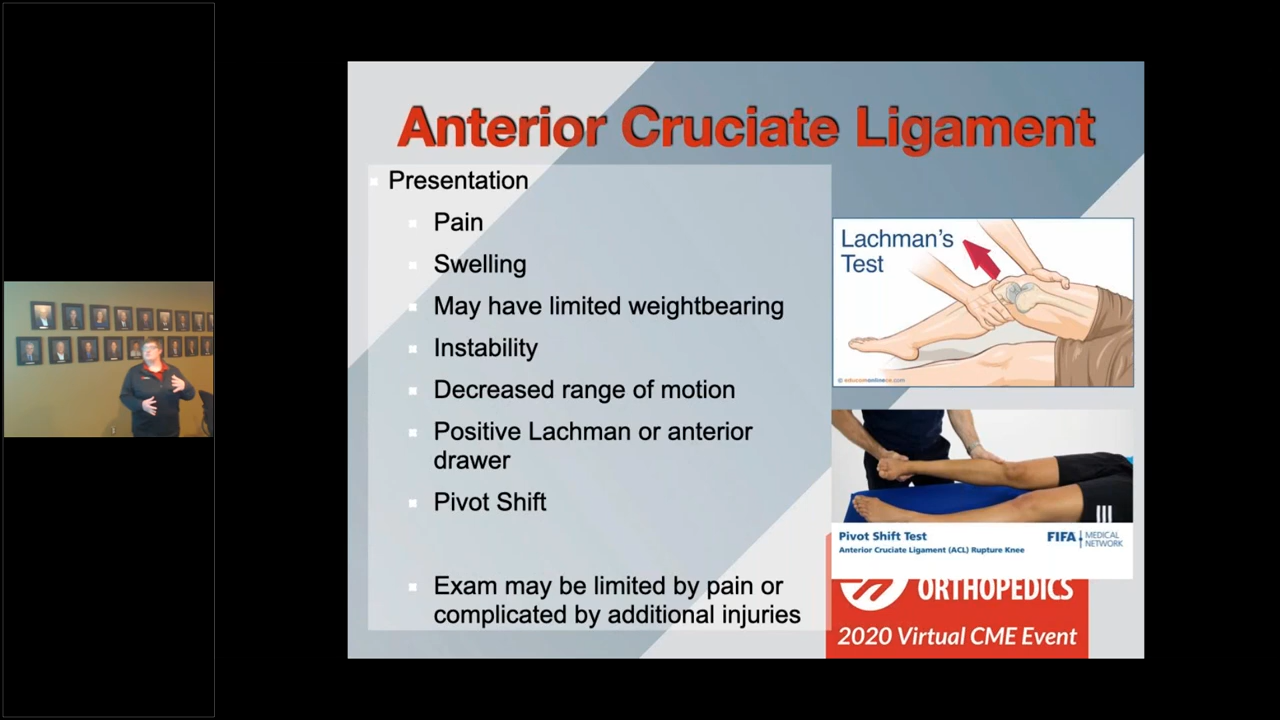 Anterior Cruciate Ligament
Presentation
Pain
Swelling
May have limited weightbearing
Instability
Decreased range of motion
Positive Lachman or anterior
drawer
Pivot Shift
Exam may be limited by pain or
complicated by additional injuries
Lachman's
Test
© educomonlinece.com
Pivot Shift Test
Anterior Cruciate Ligament (ACL) Rupture Knee
FIFA
MEDICAL
NETWORK
ORTHOPEDICS
2020 Virtual CME Event